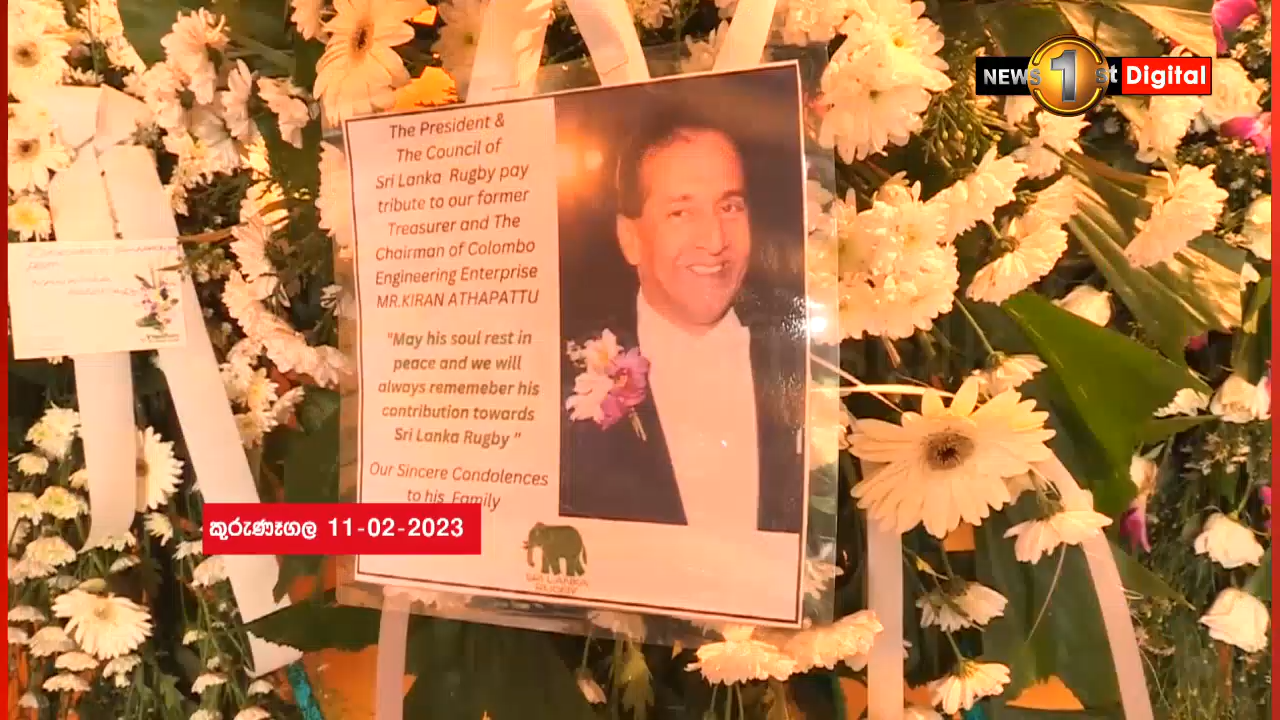 NEWS 1st Digital
The President &
The Council of
Sri Lanka Rugby pay
tribute to our former
Treasurer and The
Chairman of Colombo
Engineering Enterprise
MR.KIRAN ATHAPATTU
"May his soul rest in
peace and we will
always rememeber his
contribution towards
Sri Lanka Rugby "
Our Sincere Condolences
to his Family
කුරුණෑගල 11-02-2023
SRI LANKA
RUGBY